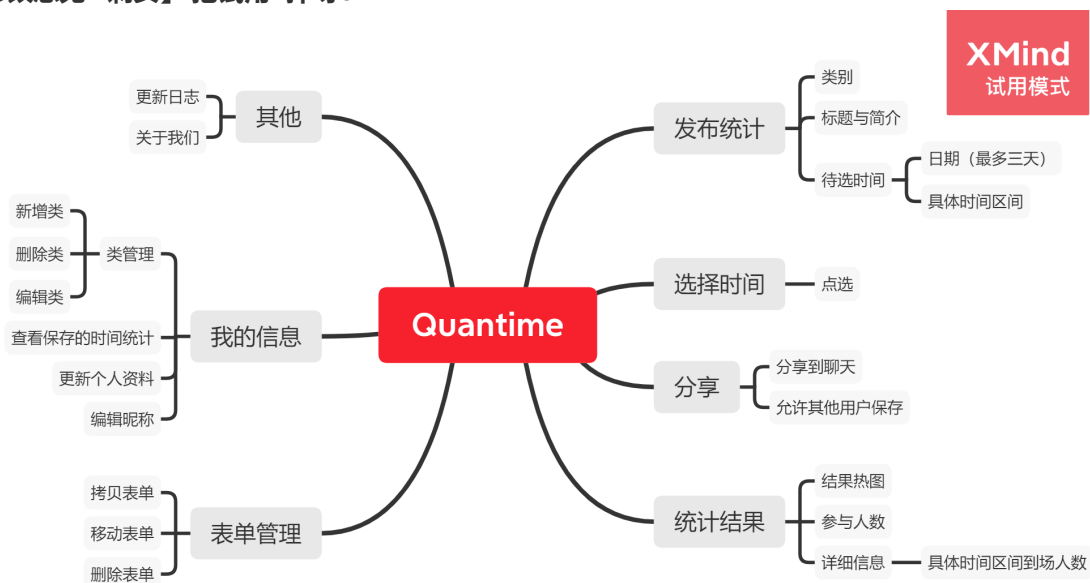 XMind
试用模式
Quantime
发布统计
类别
标题与简介
待选时间
日期（最多三天）
具体时间区间
选择时间
点选
分享
分享到聊天
允许其他用户保存
统计结果
结果热图
参与人数
详细信息
具体时间区间到场人数
其他
更新日志
关于我们
我的信息
类管理
新增类
删除类
编辑类
查看保存的时间统计
更新个人资料
编辑昵称
表单管理
拷贝表单
移动表单
删除表单